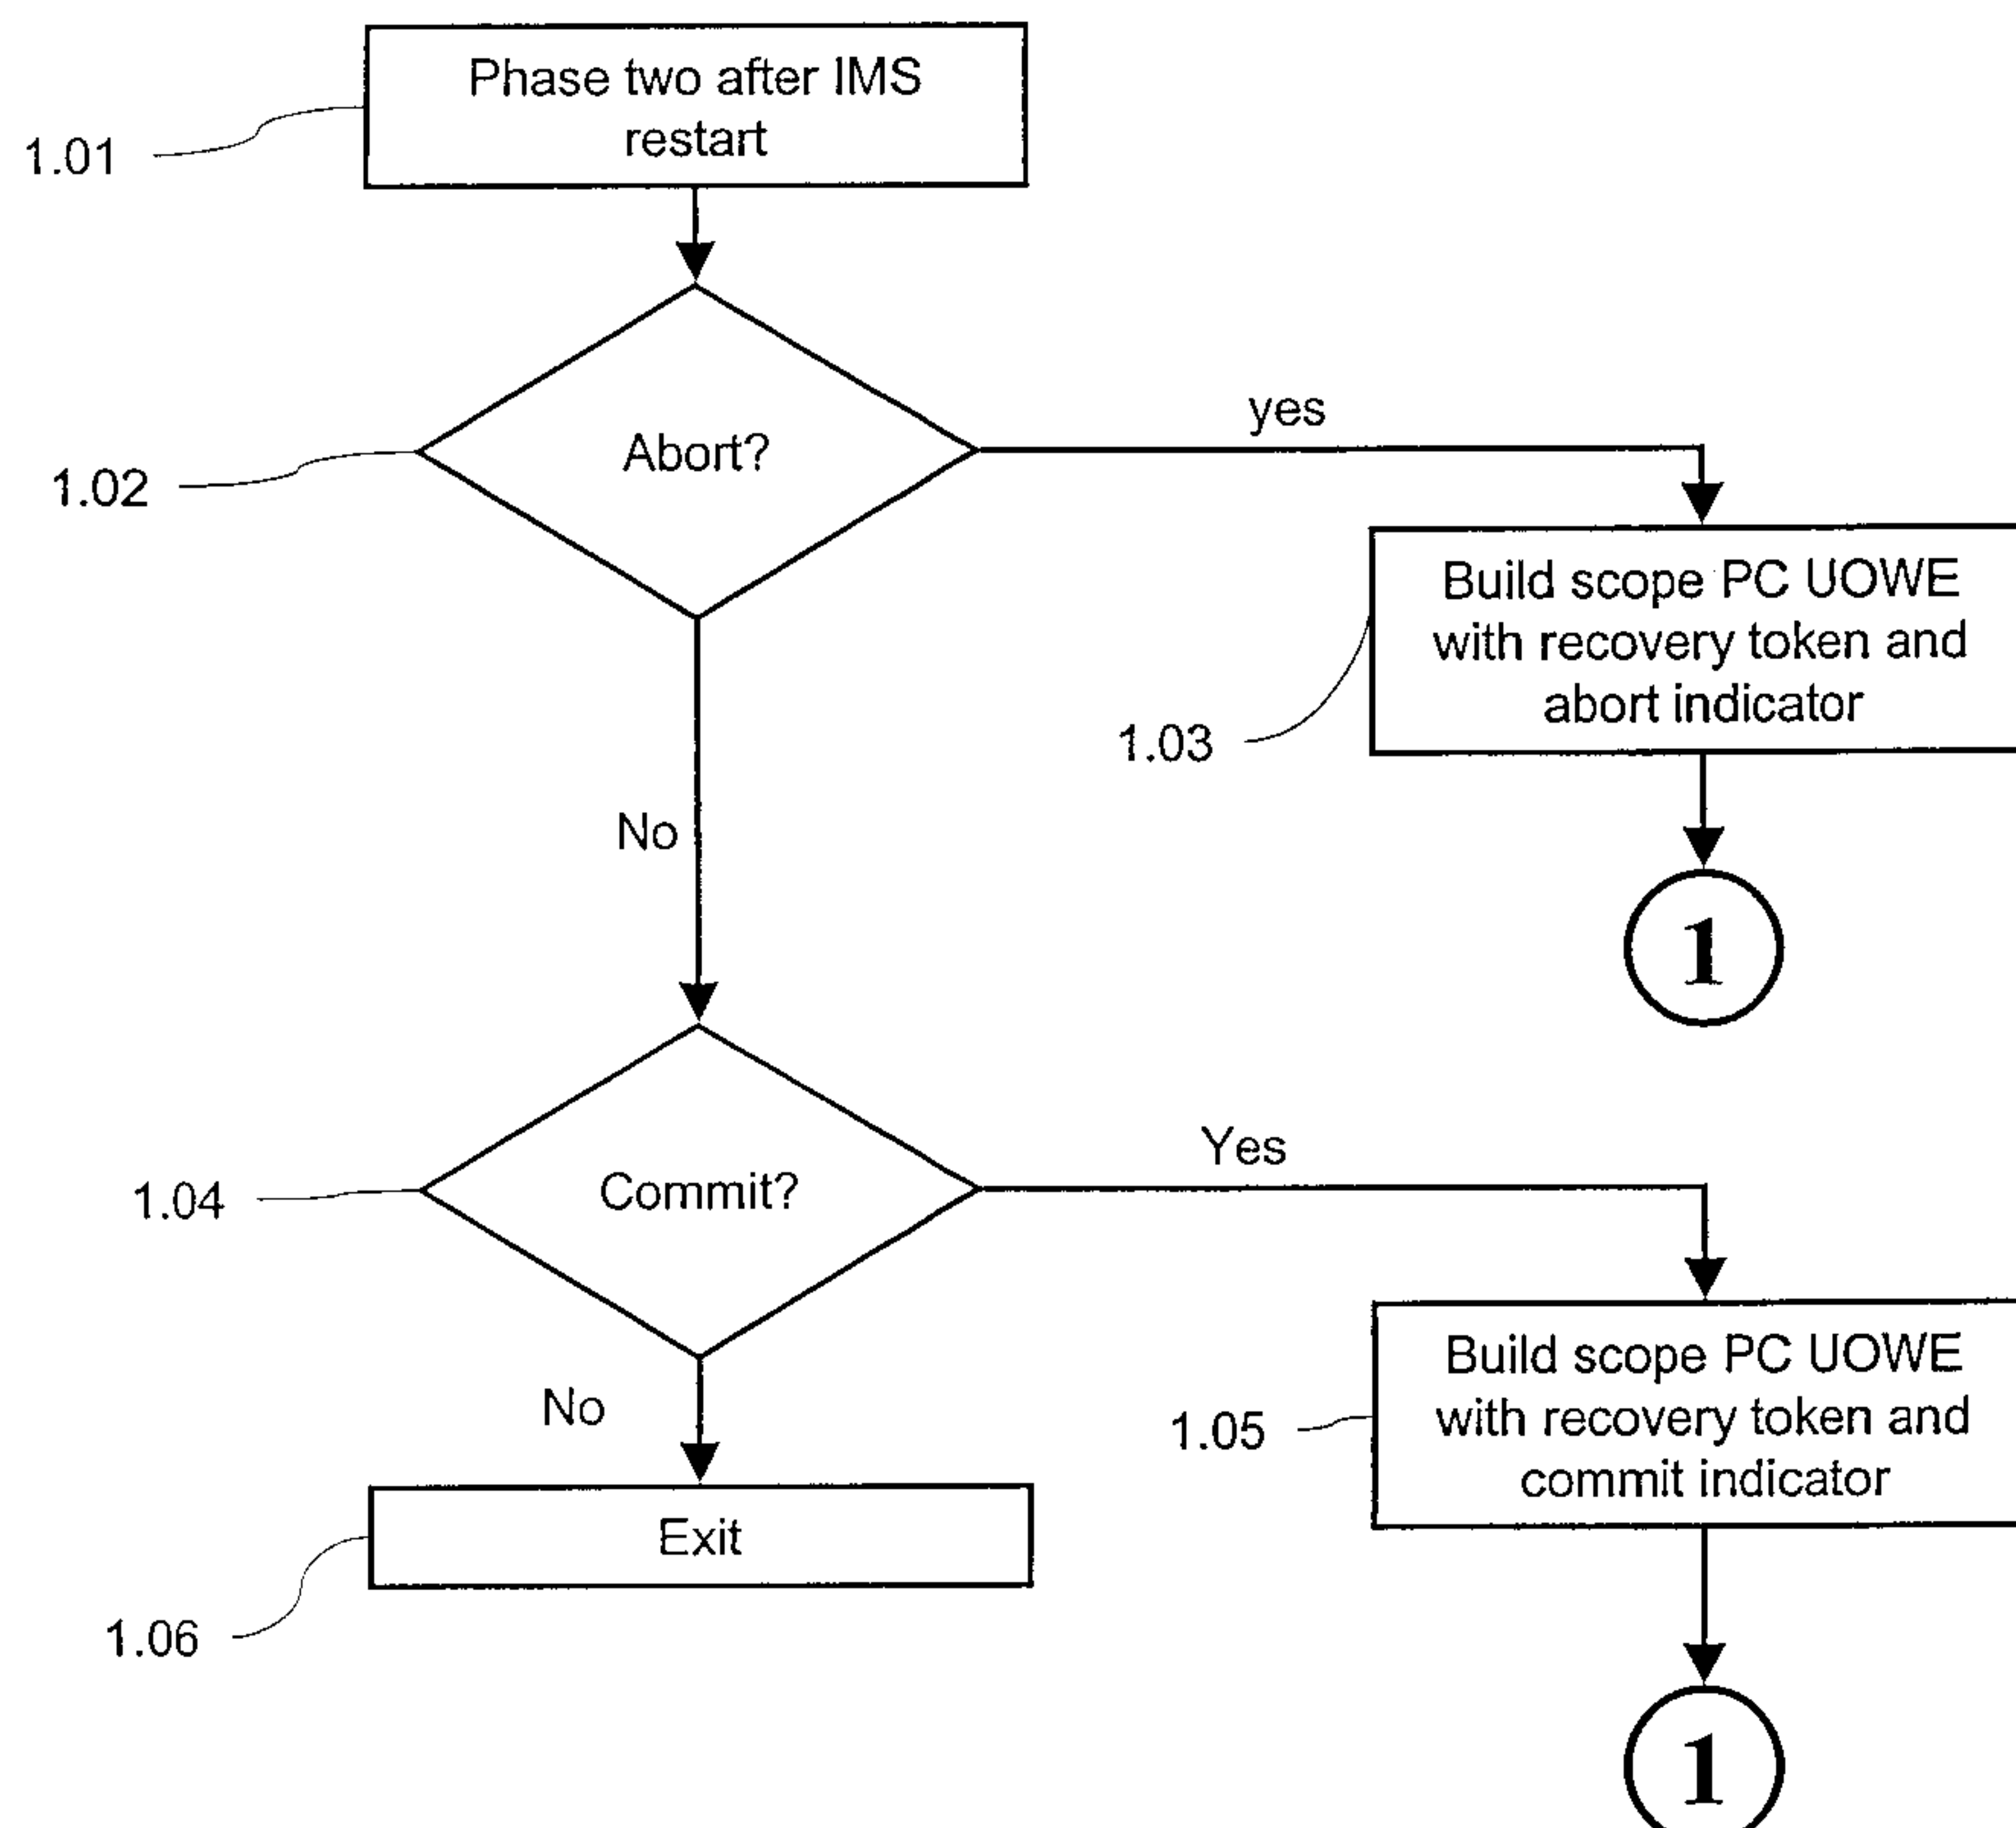 Phase two after IMS
restart
1.01
Abort?
yes
1.02
Build scope PC UOWE
with recovery token and
abort indicator
1.03
No
1
Commit?
Yes
1.04
Build scope PC UOWE
with recovery token and
commit indicator
1.05
No
Exit
1.06
1